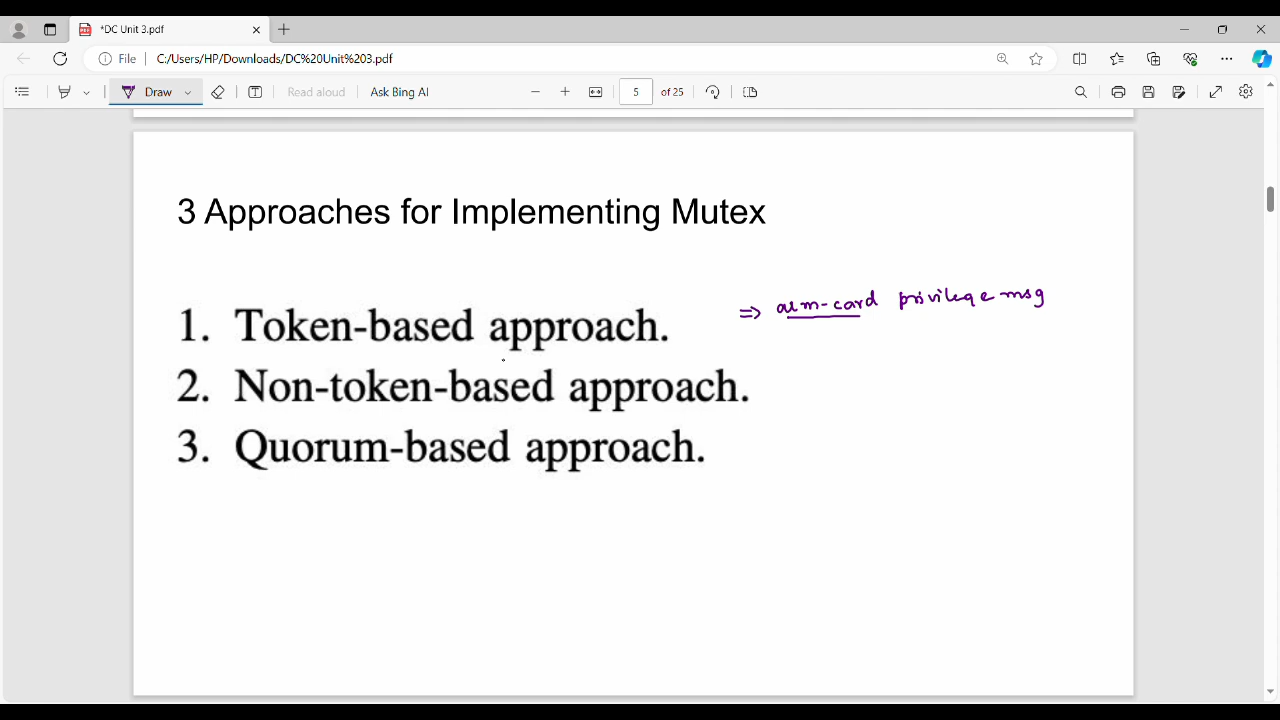 *DC Unit 3.pdf
File C:/Users/HP/Downloads/DC%20Unit%203.pdf
Draw Read aloud Ask Bing AI 5 of 25
3 Approaches for Implementing Mutex
1. Token-based approach. ⇒ atm-card privilege msg
2. Non-token-based approach.
3. Quorum-based approach.